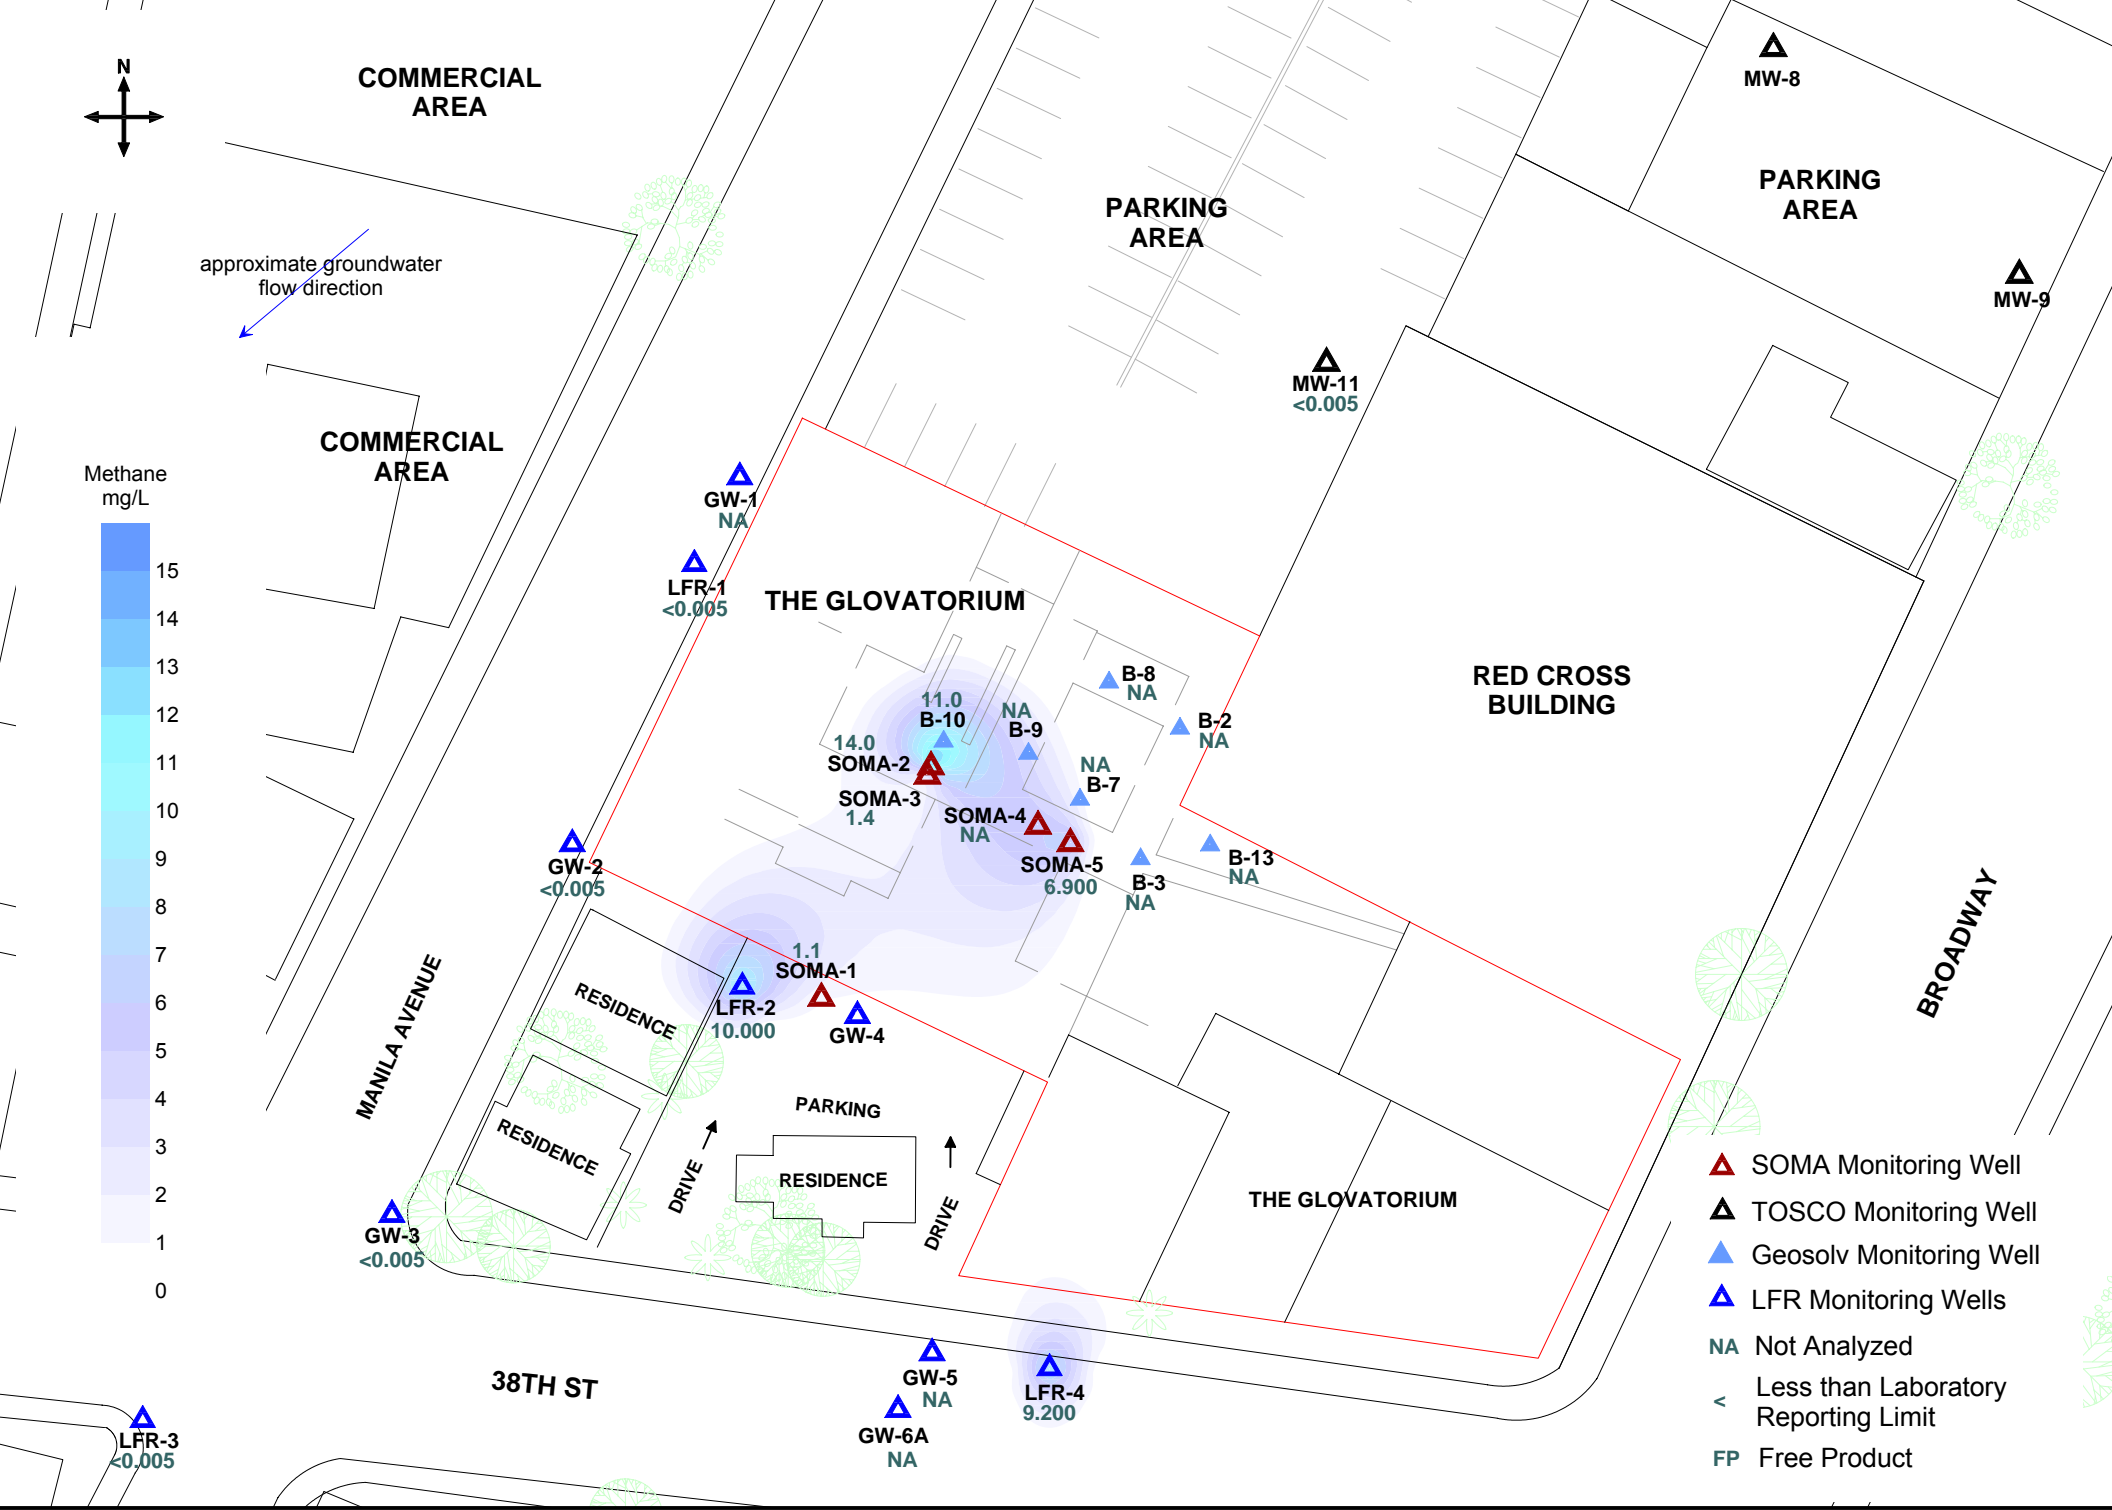 N
COMMERCIAL
AREA
MW-8
PARKING
AREA
PARKING
AREA
approximate groundwater
flow direction
MW-9
MW-11
<0.005
COMMERCIAL
AREA
Methane
mg/L
15
14
13
12
11
10
9
8
7
6
5
4
3
2
1
0
GW-1
NA
LFR-1
<0.005
THE GLOVATORIUM
RED CROSS
BUILDING
B-8
NA
11.0
B-10
NA
B-9
B-2
NA
14.0
SOMA-2
NA
B-7
SOMA-3
1.4
SOMA-4
NA
SOMA-5
6.900
B-13
NA
B-3
NA
GW-2
<0.005
BROADWAY
MANILA AVENUE
1.1
SOMA-1
RESIDENCE
LFR-2
10.000
GW-4
PARKING
RESIDENCE
DRIVE
RESIDENCE
DRIVE
THE GLOVATORIUM
GW-3
<0.005
38TH ST
GW-5
NA
LFR-4
9.200
GW-6A
NA
LFR-3
<0.005
SOMA Monitoring Well
TOSCO Monitoring Well
Geosolv Monitoring Well
LFR Monitoring Wells
NA Not Analyzed
< Less than Laboratory
Reporting Limit
FP Free Product